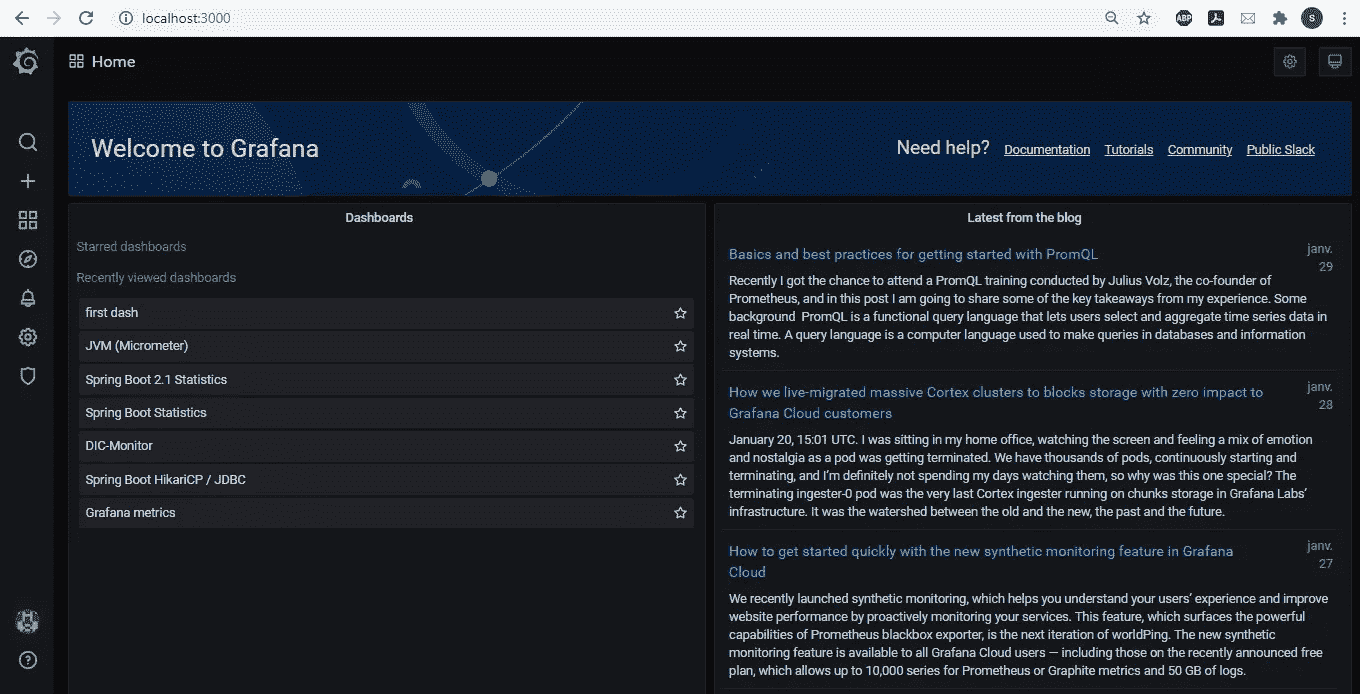 localhost:3000
ABP
S
Home
Welcome to Grafana
Need help? Documentation Tutorials Community Public Slack
Dashboards
Starred dashboards
Recently viewed dashboards
first dash
JVM (Micrometer)
Spring Boot 2.1 Statistics
Spring Boot Statistics
DIC-Monitor
Spring Boot HikariCP / JDBC
Grafana metrics
Latest from the blog
Basics and best practices for getting started with PromQL
janv.
29
Recently I got the chance to attend a PromQL training conducted by Julius Volz, the co-founder of
Prometheus, and in this post I am going to share some of the key takeaways from my experience. Some
background PromQL is a functional query language that lets users select and aggregate time series data in
real time. A query language is a computer language used to make queries in databases and information
systems.
How we live-migrated massive Cortex clusters to blocks storage with zero impact to
Grafana Cloud customers
janv.
28
January 20, 15:01 UTC. I was sitting in my home office, watching the screen and feeling a mix of emotion
and nostalgia as a pod was getting terminated. We have thousands of pods, continuously starting and
terminating, and I'm definitely not spending my days watching them, so why was this one special? The
terminating ingester-0 pod was the very last Cortex ingester running on chunks storage in Grafana Labs'
infrastructure. It was the watershed between the old and the new, the past and the future.
How to get started quickly with the new synthetic monitoring feature in Grafana
Cloud
janv.
27
We recently launched synthetic monitoring, which helps you understand your users' experience and improve
website performance by proactively monitoring your services. This feature, which surfaces the powerful
capabilities of Prometheus blackbox exporter, is the next iteration of worldPing. The new synthetic
monitoring feature is available to all Grafana Cloud users — including those on the recently announced free
plan, which allows up to 10,000 series for Prometheus or Graphite metrics and 50 GB of logs.